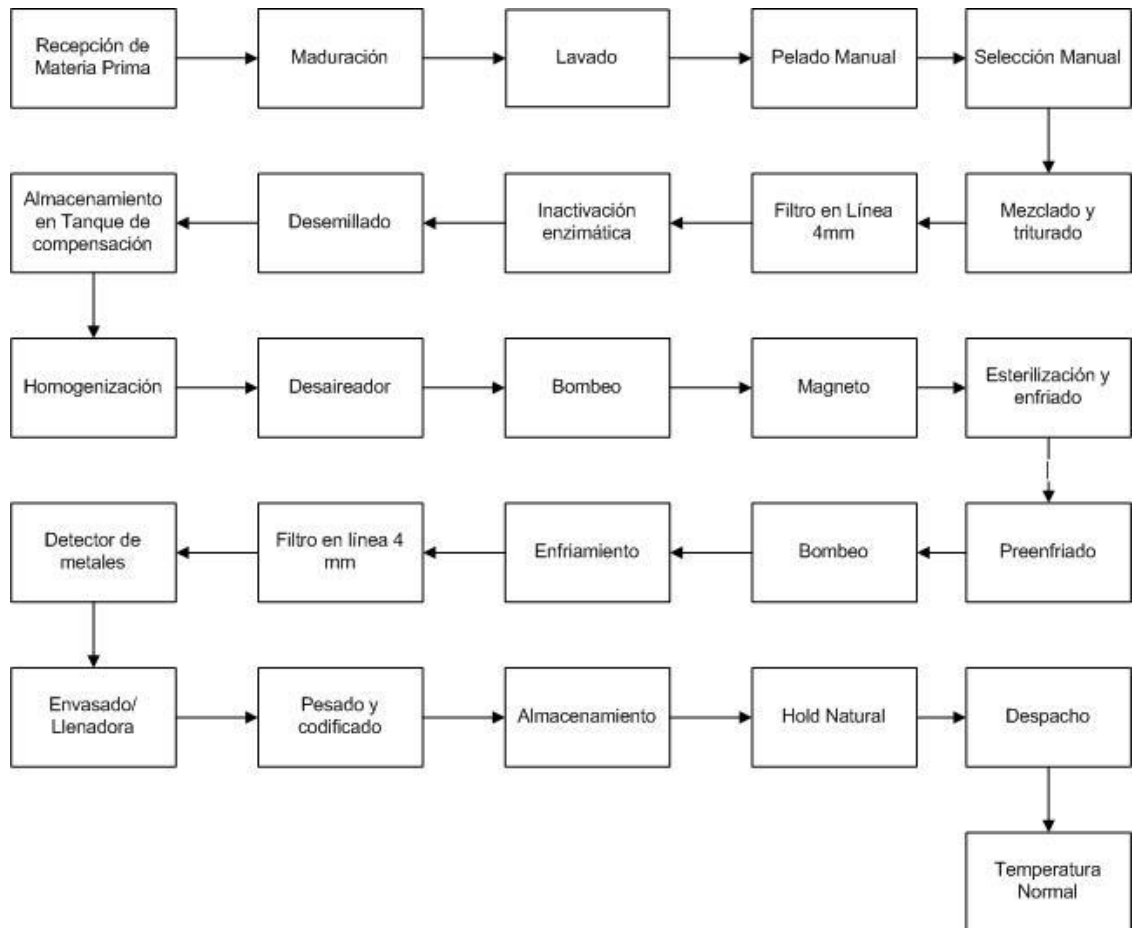 Recepción de
Materia Prima
Maduración
Lavado
Pelado Manual
Selección Manual
Almacenamiento
en Tanque de
compensación
Desemillado
Inactivación
enzimática
Filtro en Línea
4mm
Mezclado y
triturado
Homogenización
Desaireador
Bombeo
Magneto
Esterilización y
enfriado
Detector de
metales
Filtro en línea 4
mm
Enfriamiento
Bombeo
Preenfriado
Envasado/
Llenadora
Pesado y
codificado
Almacenamiento
Hold Natural
Despacho
Temperatura
Normal